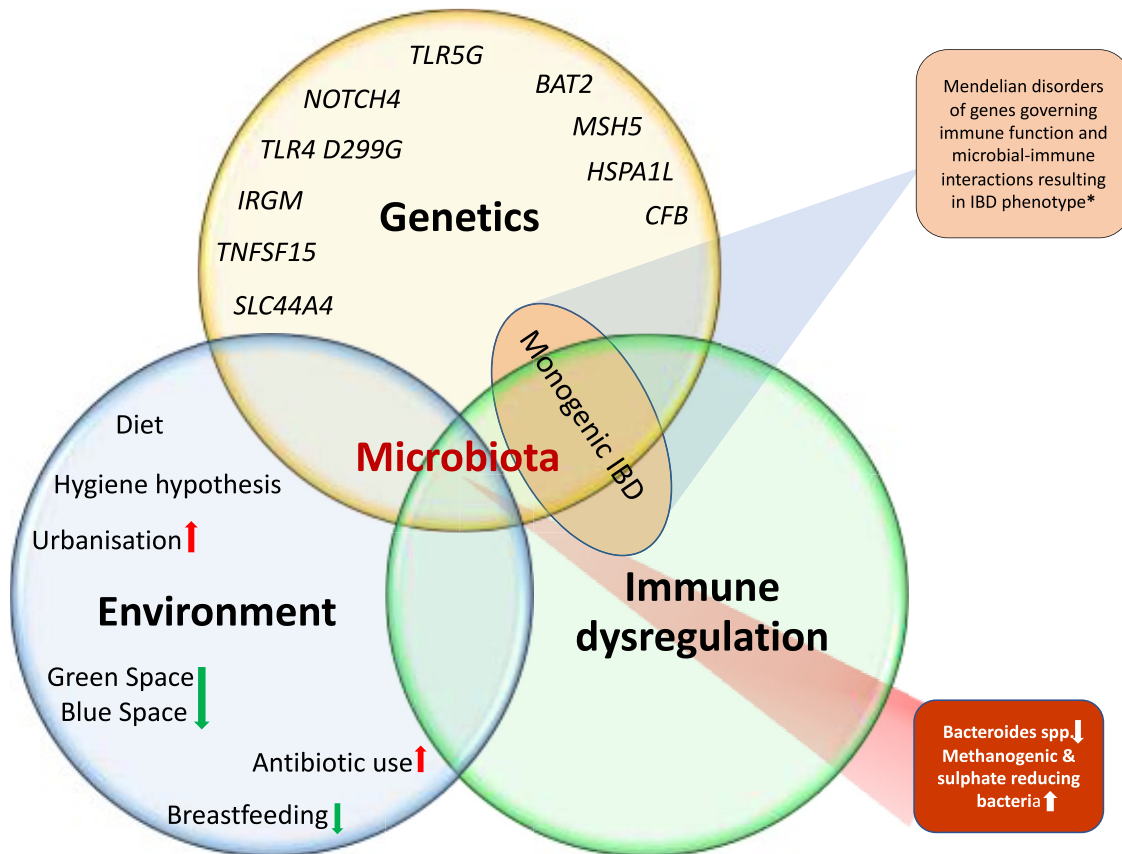 TLR5G
BAT2
NOTCH4
MSH5
TLR4 D299G
HSPA1L
IRGM
CFB
Genetics
TNFSF15
SLC44A4
Mendelian disorders
of genes governing
immune function and
microbial-immune
interactions resulting
in IBD phenotype*
Monogenic IBD
Microbiota
Diet
Hygiene hypothesis
Urbanisation
Environment
Green Space
Blue Space
Antibiotic use
Breastfeeding
Immune
dysregulation
Bacteroides spp.
Methanogenic &
sulphate reducing
bacteria